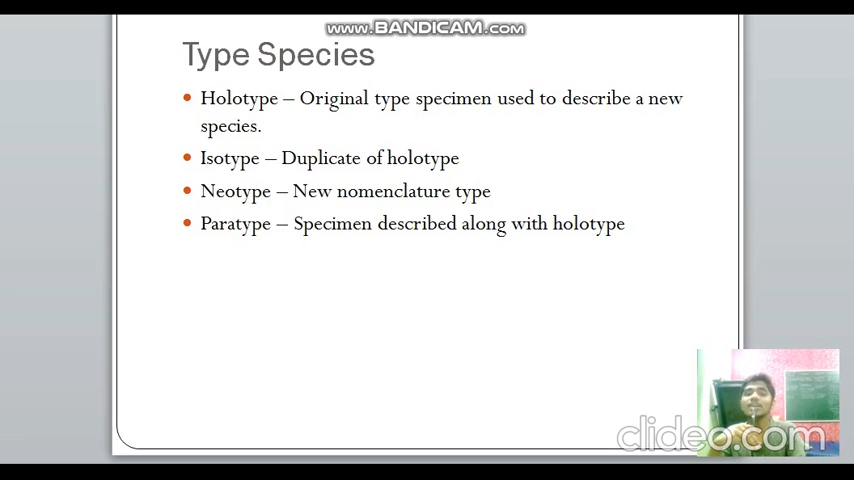 www.BANDICAM.com
Type Species
• Holotype – Original type specimen used to describe a new
species.
• Isotype – Duplicate of holotype
• Neotype – New nomenclature type
• Paratype – Specimen described along with holotype
clideo.com